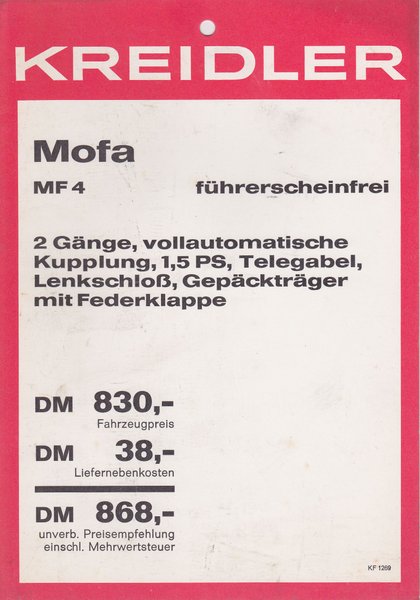 KREIDLER
Mofa
MF 4 führerscheinfrei
2 Gänge, vollautomatische
Kupplung, 1,5 PS, Telegabel,
Lenkschloß, Gepäckträger
mit Federklappe
DM 830,-
Fahrzeugpreis
DM 38,-
Liefernebenkosten
DM 868,-
unverb. Preisempfehlung
einschl. Mehrwertsteuer
KF 1269